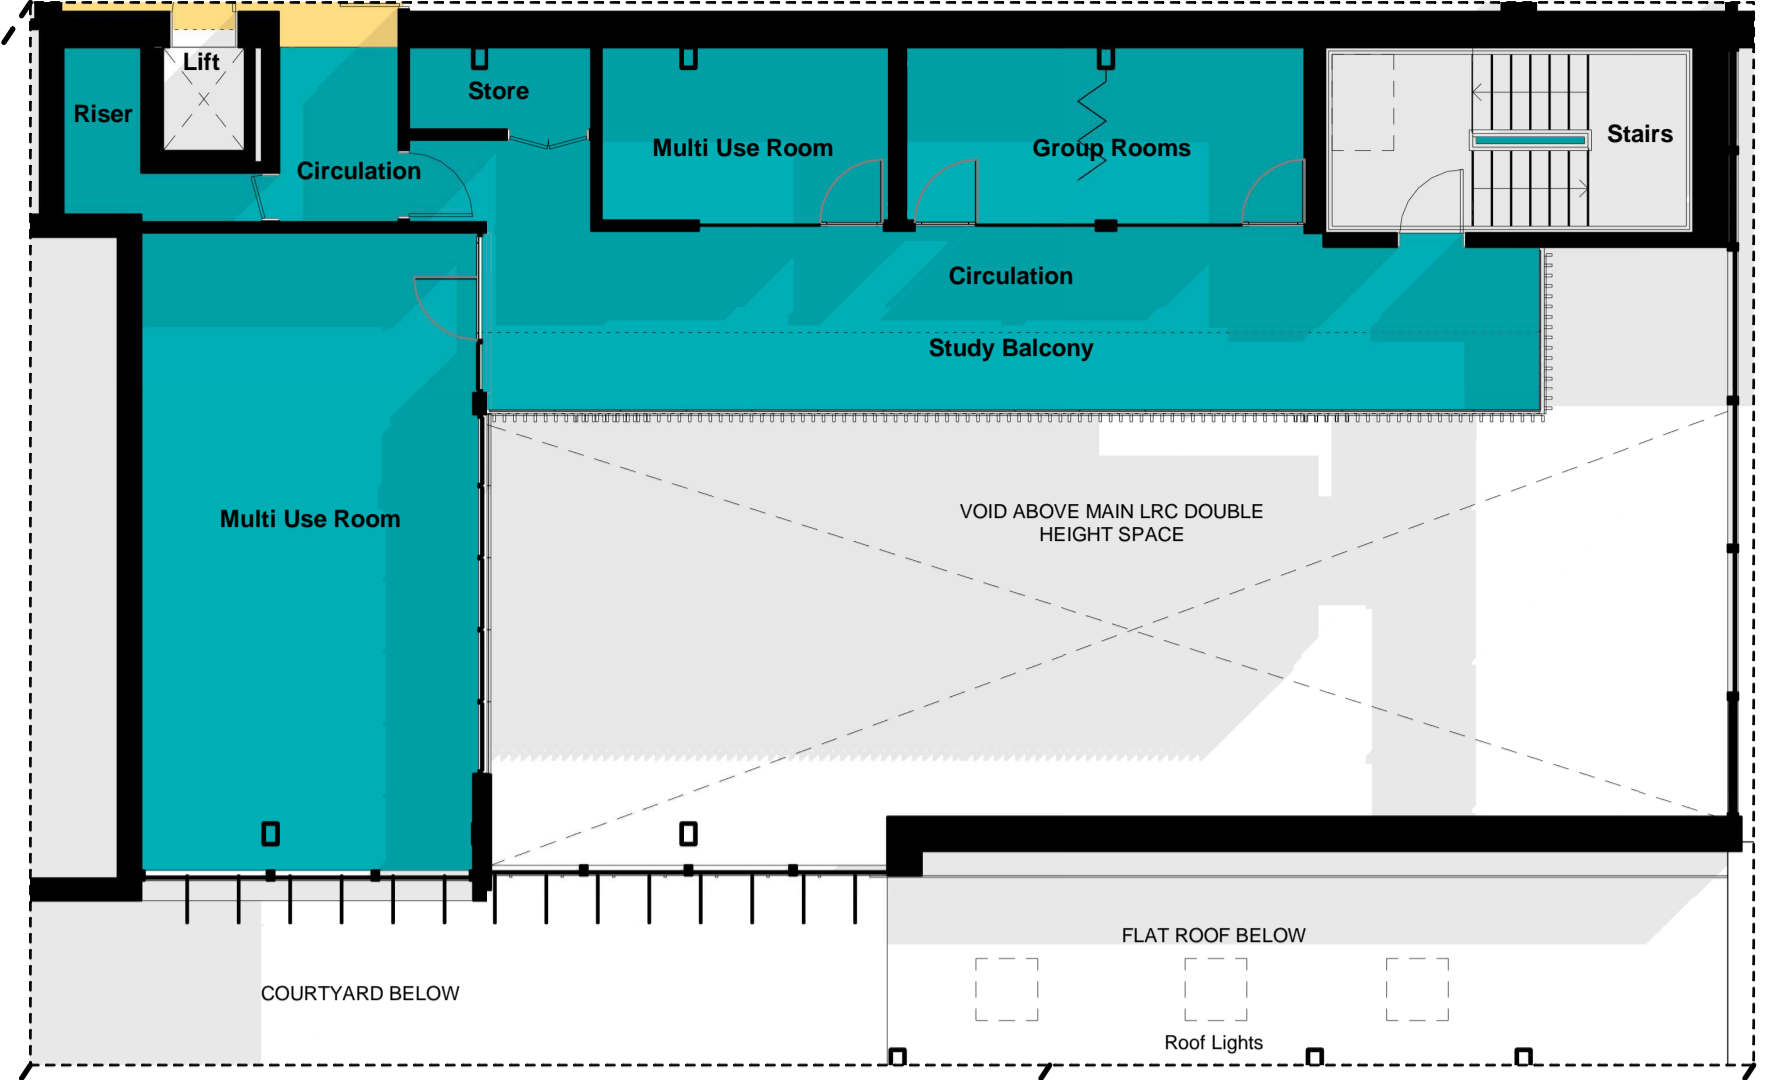 Lift
Store
Riser
Stairs
Multi Use Room
Group Rooms
Circulation
Circulation
Study Balcony
Multi Use Room
VOID ABOVE MAIN LRC DOUBLE
HEIGHT SPACE
FLAT ROOF BELOW
COURTYARD BELOW
Roof Lights